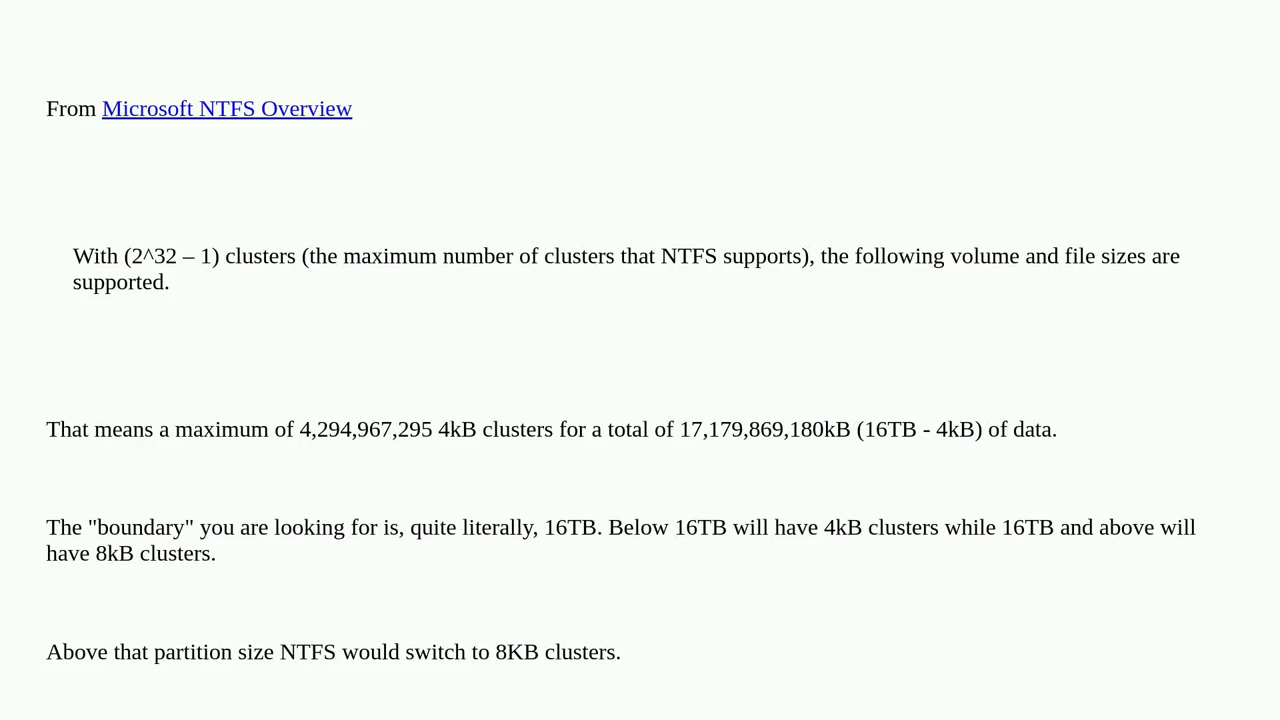 From Microsoft NTFS Overview
With (2^32 – 1) clusters (the maximum number of clusters that NTFS supports), the following volume and file sizes are
supported.
That means a maximum of 4,294,967,295 4kB clusters for a total of 17,179,869,180kB (16TB - 4kB) of data.
The "boundary" you are looking for is, quite literally, 16TB. Below 16TB will have 4kB clusters while 16TB and above will
have 8kB clusters.
Above that partition size NTFS would switch to 8KB clusters.